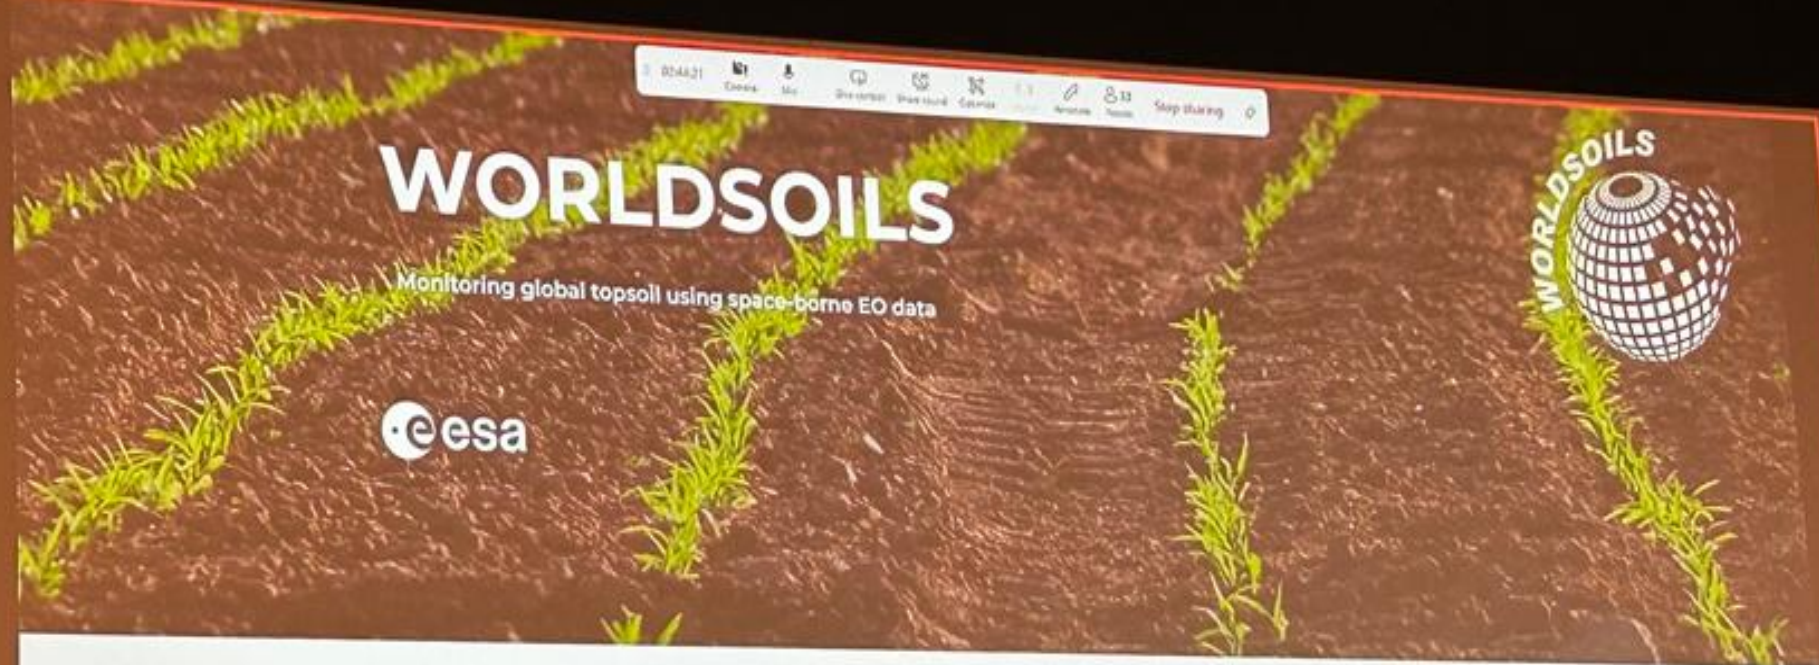 Stop sharing
WORLDSOILS
Monitoring global topsoil using space-borne EO data
esa
WORLDSOILS